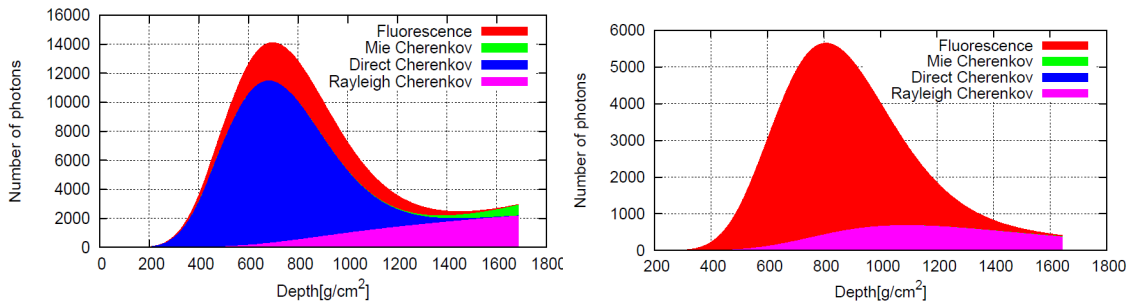 Number of photons
16000
14000
12000
10000
8000
6000
4000
2000
0
Fluorescence
Mie Cherenkov
Direct Cherenkov
Rayleigh Cherenkov
0 200 400 600 800 1000 1200 1400 1600 1800
Depth[g/cm²]
Number of photons
6000
5000
4000
3000
2000
1000
0
Fluorescence
Mie Cherenkov
Direct Cherenkov
Rayleigh Cherenkov
200 400 600 800 1000 1200 1400 1600 1800
Depth[g/cm²]